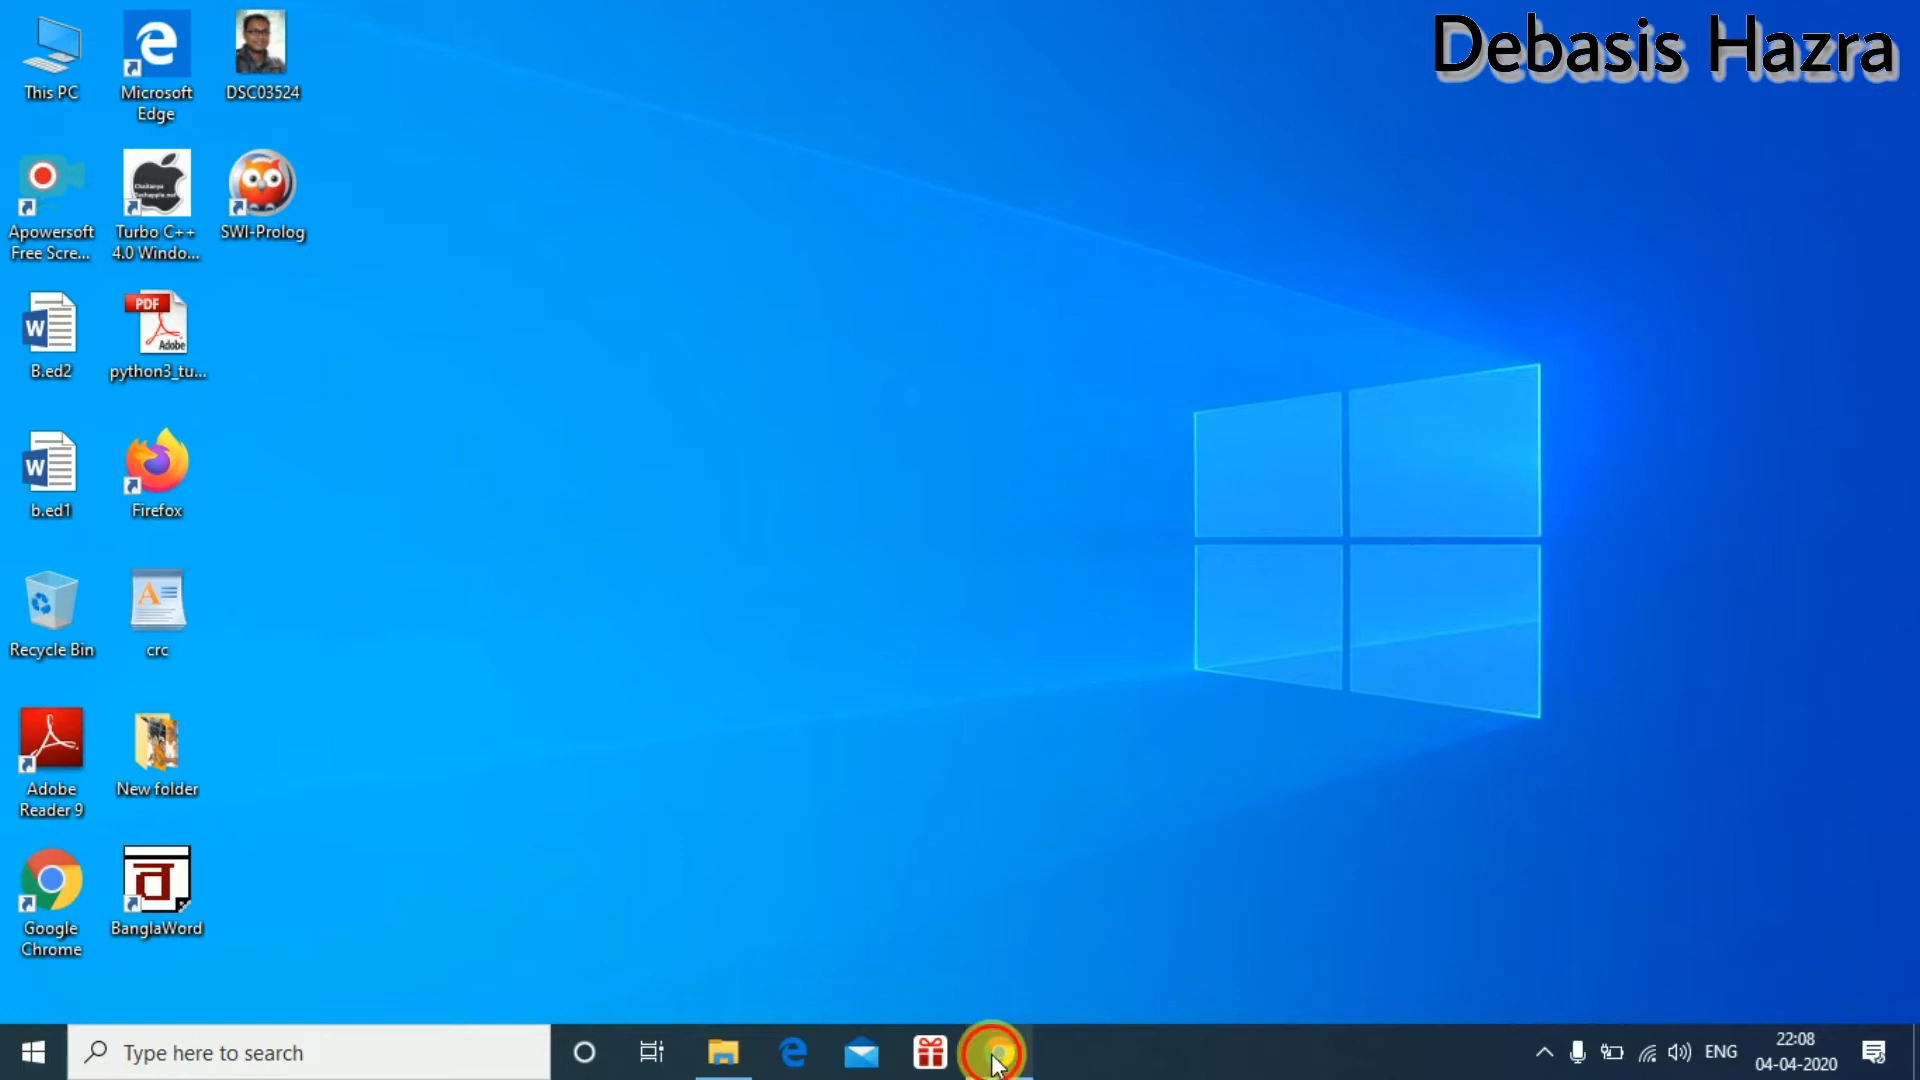 Debasis Hazra
This PC
Microsoft
Edge
DSC03524
Apowersoft
Free Scre...
Turbo C++
4.0 Windo...
SWI-Prolog
B.ed2
PDF
Adobe
python3_tu...
b.ed1
Firefox
Recycle Bin
crc
Adobe
Reader 9
New folder
Google
Chrome
BanglaWord
Type here to search
ENG
22:08
04-04-2020